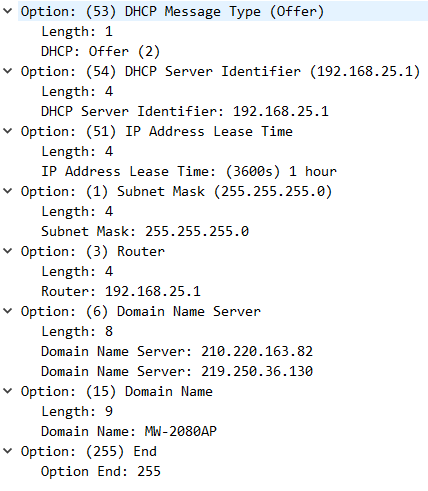 Option: (53) DHCP Message Type (Offer)
Length: 1
DHCP: Offer (2)
Option: (54) DHCP Server Identifier (192.168.25.1)
Length: 4
DHCP Server Identifier: 192.168.25.1
Option: (51) IP Address Lease Time
Length: 4
IP Address Lease Time: (3600s) 1 hour
Option: (1) Subnet Mask (255.255.255.0)
Length: 4
Subnet Mask: 255.255.255.0
Option: (3) Router
Length: 4
Router: 192.168.25.1
Option: (6) Domain Name Server
Length: 8
Domain Name Server: 210.220.163.82
Domain Name Server: 219.250.36.130
Option: (15) Domain Name
Length: 9
Domain Name: MW-2080AP
Option: (255) End
Option End: 255